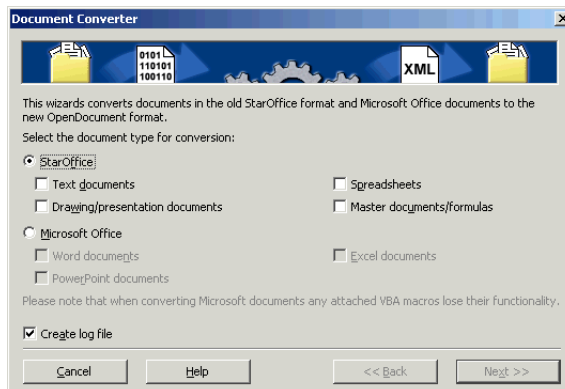 Document Converter
0101
110101
100110
XML
This wizards converts documents in the old StarOffice format and Microsoft Office documents to the
new OpenDocument format.
Select the document type for conversion:
StarOffice
Text documents
Spreadsheets
Drawing/presentation documents
Master documents/formulas
Microsoft Office
Word documents
Excel documents
PowerPoint documents
Please note that when converting Microsoft documents any attached VBA macros lose their functionality.
Create log file
Cancel
Help
<< Back
Next >>